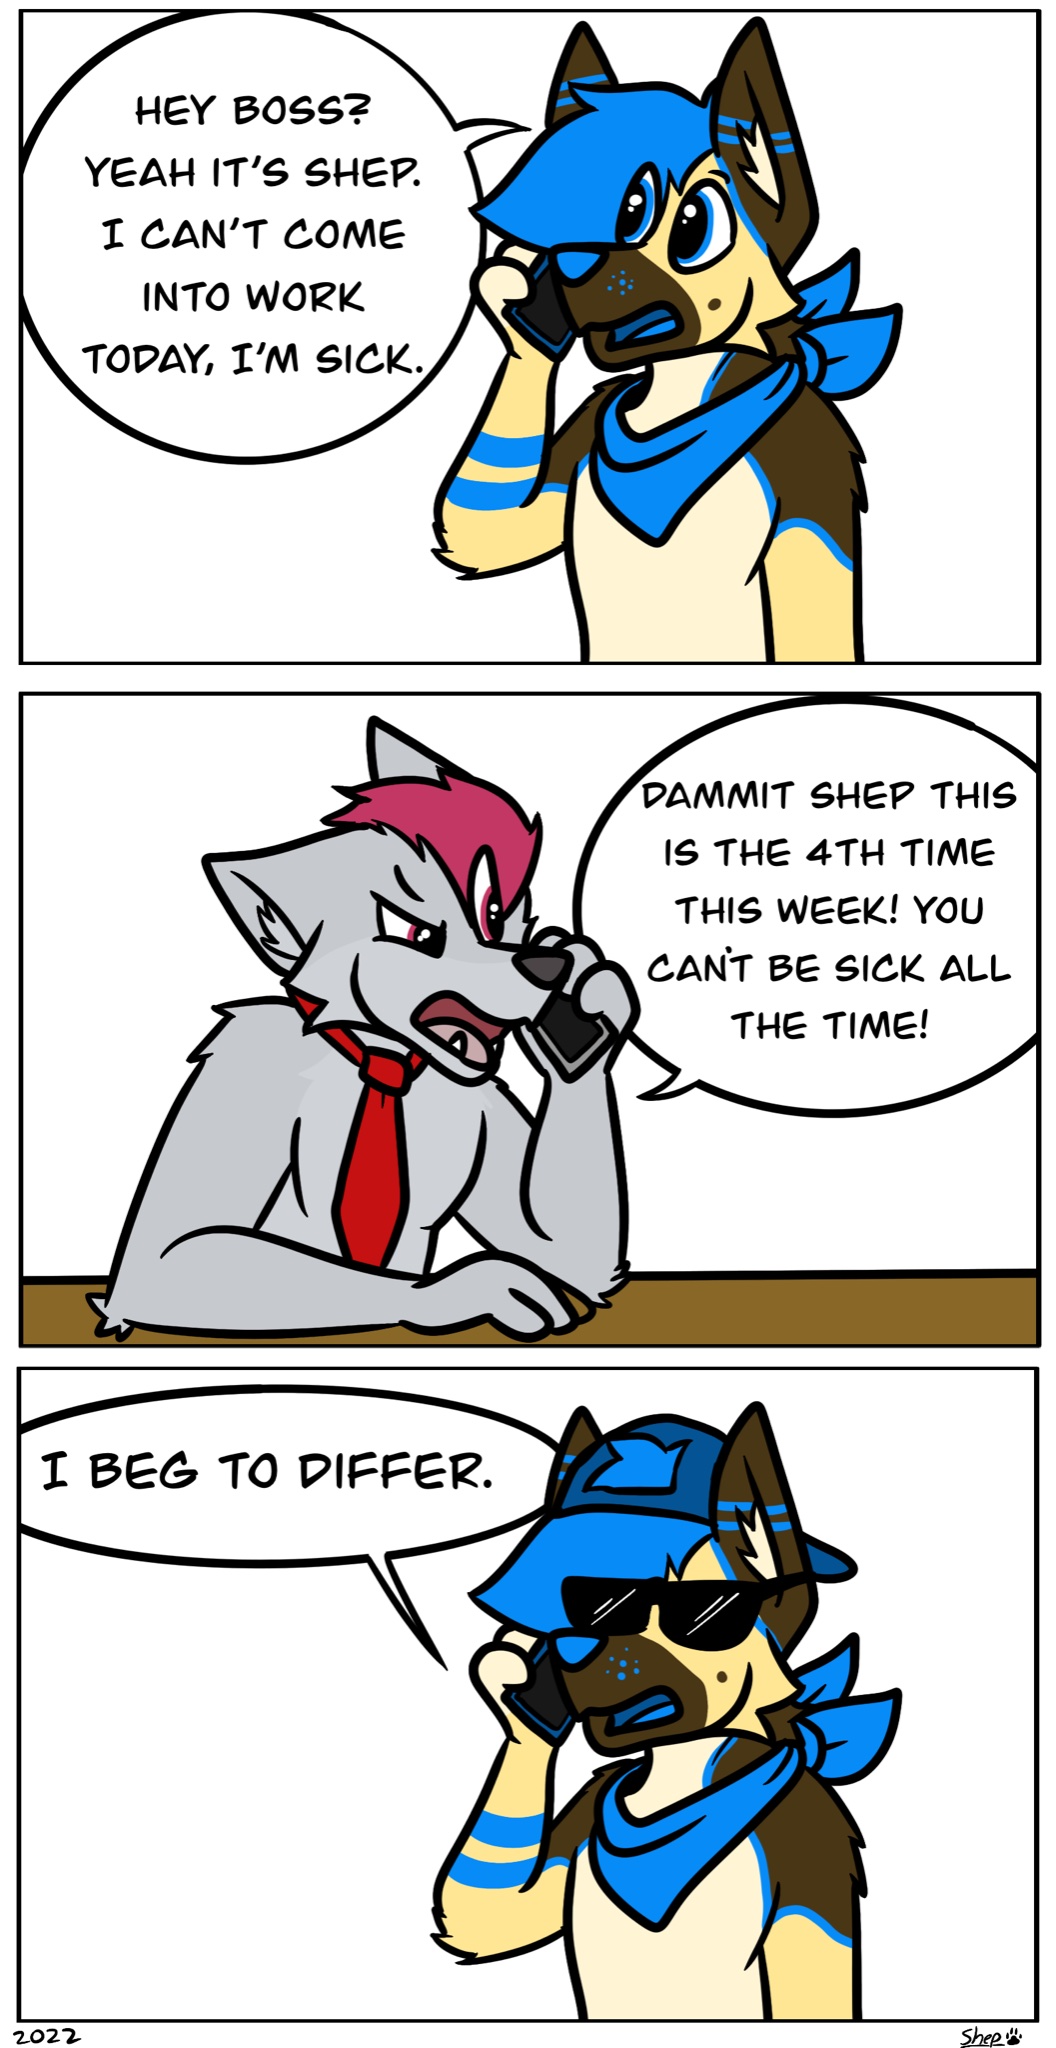 HEY BOSS?
YEAH IT'S SHEP.
I CAN'T COME
INTO WORK
TODAY, I'M SICK.
DAMMIT SHEP THIS
IS THE 4TH TIME
THIS WEEK! YOU
CAN'T BE SICK ALL
THE TIME!
I BEG TO DIFFER.
2022
Shep